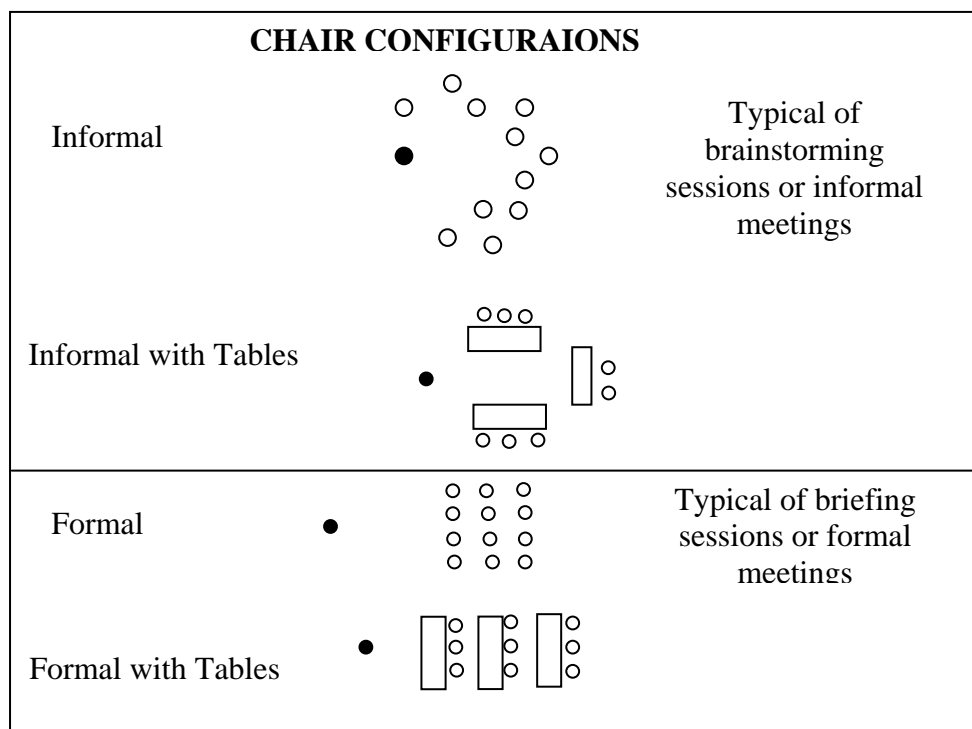 CHAIR CONFIGURAIONS
Informal
Typical of
brainstorming
sessions or informal
meetings
Informal with Tables
Formal
Typical of briefing
sessions or formal
meetings
Formal with Tables